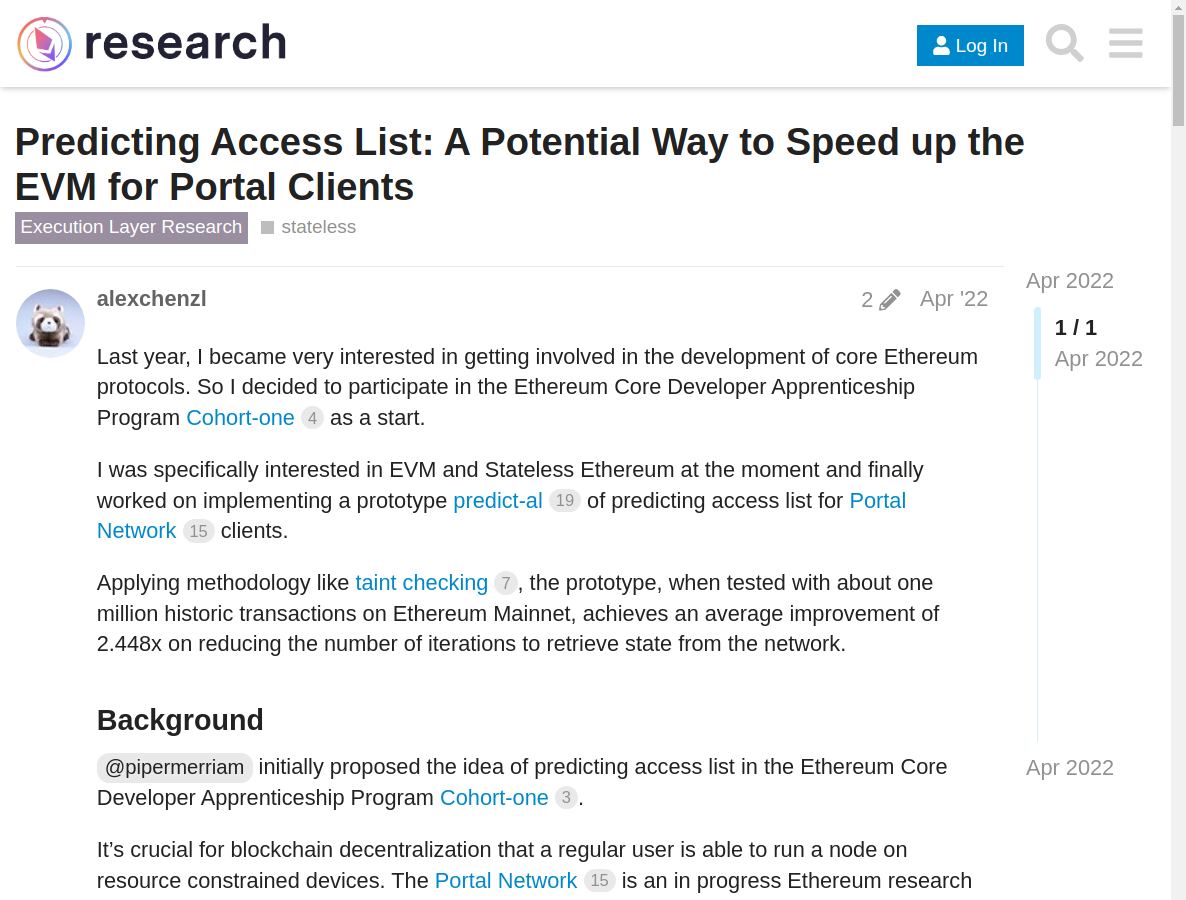 research
Log In
Predicting Access List: A Potential Way to Speed up the
EVM for Portal Clients
Execution Layer Research
stateless
alexchenzl
2
Apr '22
Last year, I became very interested in getting involved in the development of core Ethereum
protocols. So I decided to participate in the Ethereum Core Developer Apprenticeship
Program Cohort-one 4 as a start.
I was specifically interested in EVM and Stateless Ethereum at the moment and finally
worked on implementing a prototype predict-al 19 of predicting access list for Portal
Network 15 clients.
Applying methodology like taint checking 7, the prototype, when tested with about one
million historic transactions on Ethereum Mainnet, achieves an average improvement of
2.448x on reducing the number of iterations to retrieve state from the network.
Background
@pipermerriam initially proposed the idea of predicting access list in the Ethereum Core
Developer Apprenticeship Program Cohort-one 3.
It’s crucial for blockchain decentralization that a regular user is able to run a node on
resource constrained devices. The Portal Network 15 is an in progress Ethereum research
Apr 2022
1 / 1
Apr 2022
Apr 2022